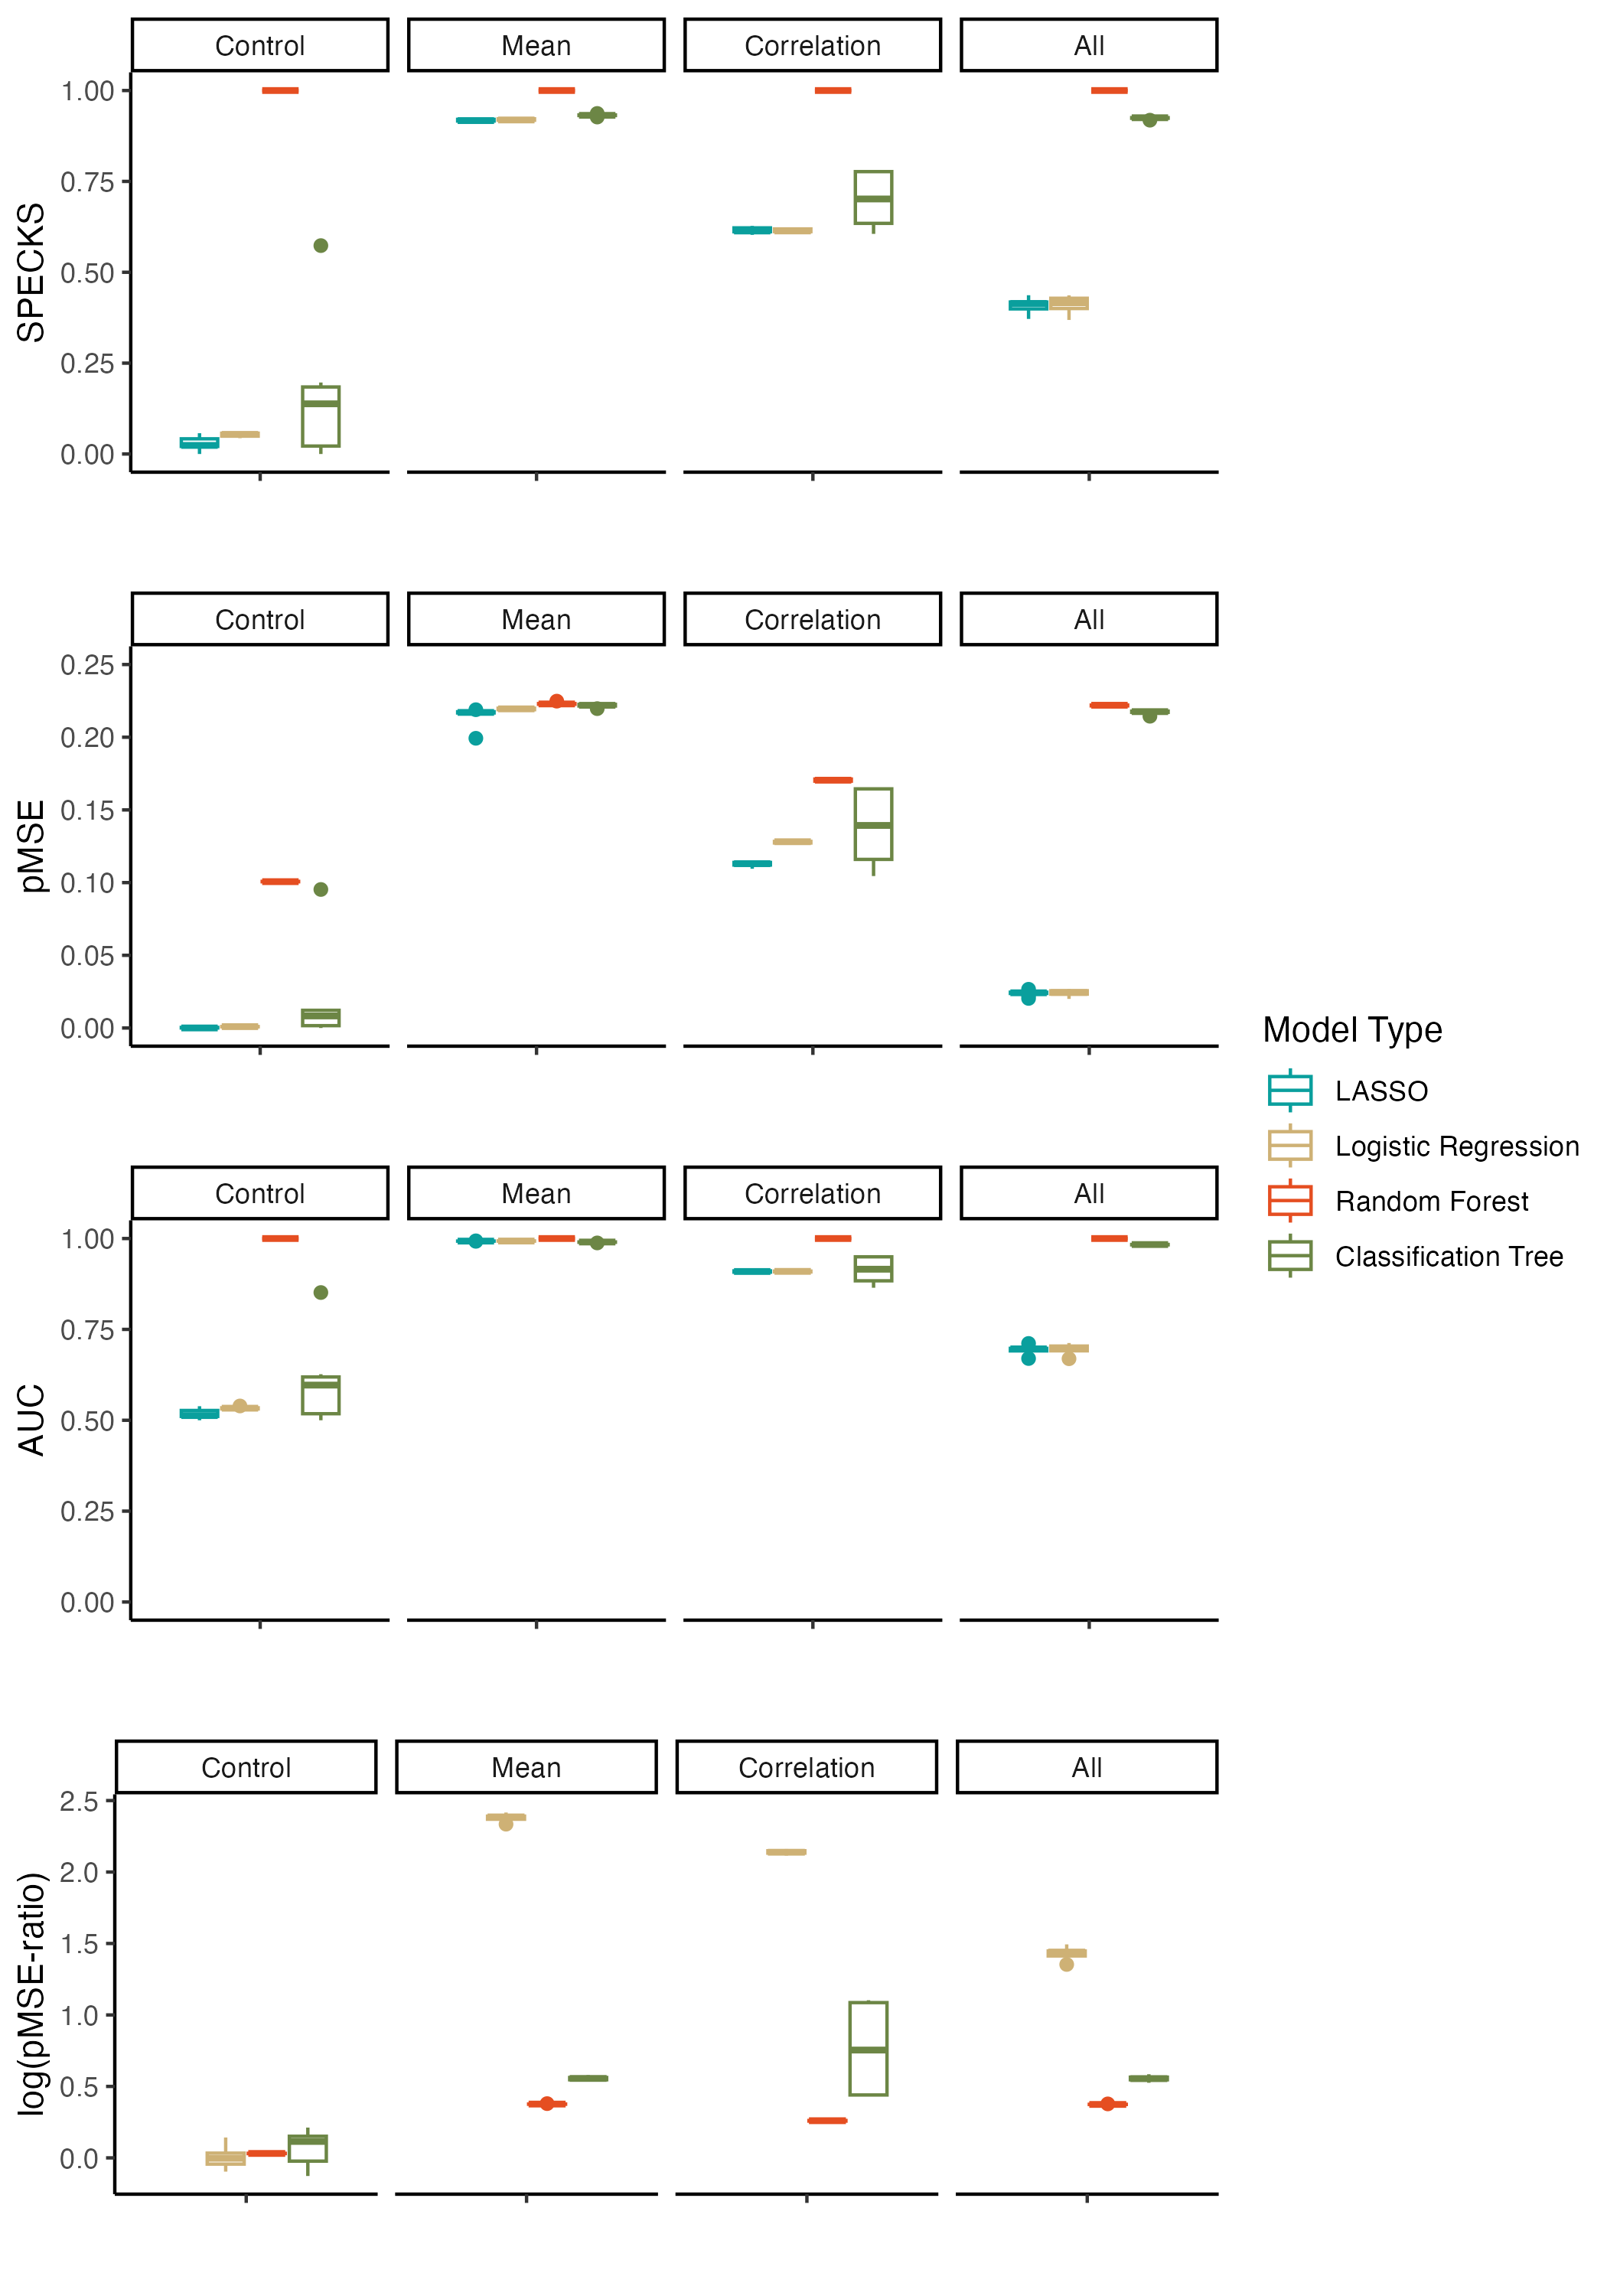 Control Mean Correlation All
SPECKS
1.00
0.75
0.50
0.25
0.00
Control Mean Correlation All
pMSE
0.25
0.20
0.15
0.10
0.05
0.00
Model Type
LASSO
Logistic Regression
Random Forest
Classification Tree
Control Mean Correlation All
AUC
1.00
0.75
0.50
0.25
0.00
Control Mean Correlation All
log(pMSE-ratio)
2.5
2.0
1.5
1.0
0.5
0.0